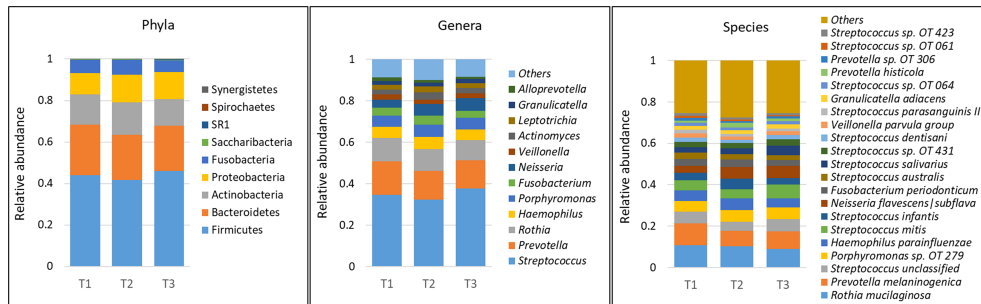 Phyla
Relative abundance
1
0.8
0.6
0.4
0.2
0
T1 T2 T3
Synergistetes
Spirochaetes
SR1
Saccharibacteria
Fusobacteria
Proteobacteria
Actinobacteria
Bacteroidetes
Firmicutes
Genera
Relative abundance
1
0.8
0.6
0.4
0.2
0
T1 T2 T3
Others
Alloprevotella
Granulicatella
Leptotrichia
Actinomyces
Veillonella
Neisseria
Fusobacterium
Porphyromonas
Haemophilus
Rothia
Prevotella
Streptococcus
Species
Relative abundance
1
0.8
0.6
0.4
0.2
0
T1 T2 T3
Others
Streptococcus sp. OT 423
Streptococcus sp. OT 061
Prevotella sp. OT 306
Prevotella histicola
Streptococcus sp. OT 064
Granulicatella adiacens
Streptococcus parasanguinis II
Veillonella parvula group
Streptococcus dentisani
Streptococcus sp. OT 431
Streptococcus salivarius
Streptococcus australis
Fusobacterium periodonticum
Neisseria flavescens|subflava
Streptococcus infantis
Streptococcus mitis
Haemophilus parainfluenzae
Porphyromonas sp. OT 279
Streptococcus unclassified
Prevotella melaninogenica
Rothia mucilaginosa